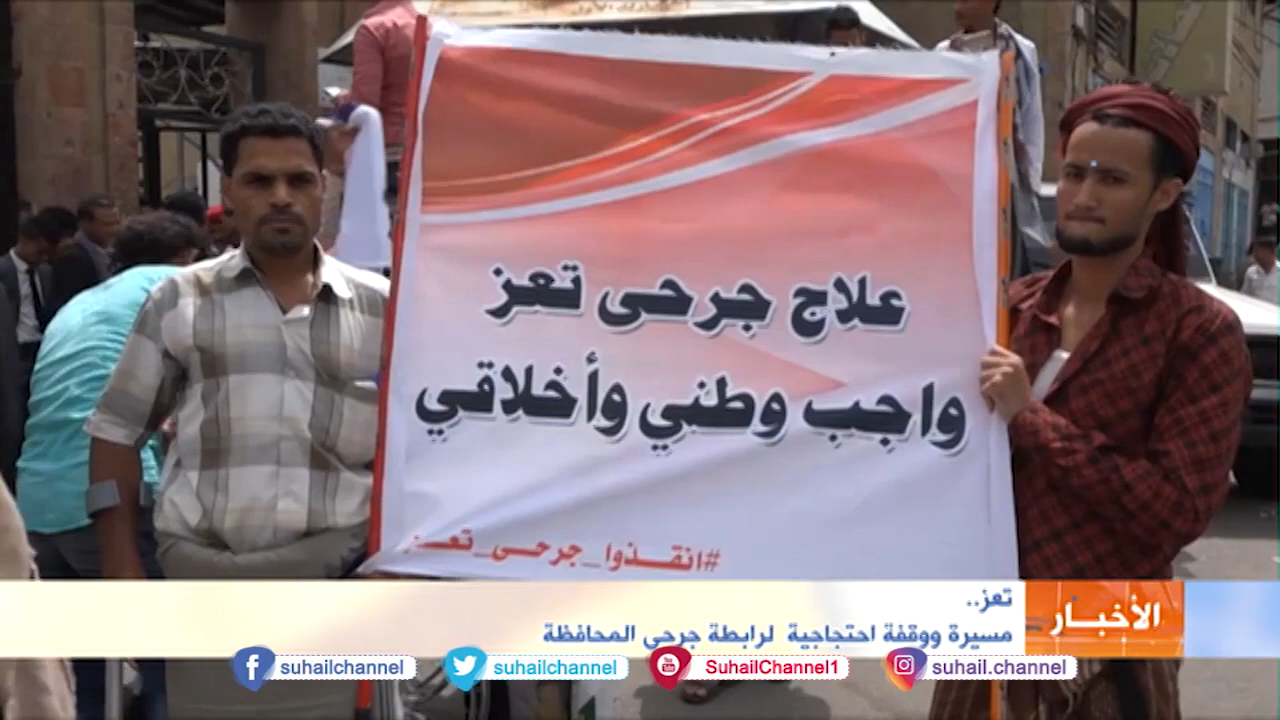 علاج جرحى تعز
واجب وطني وأخلاقي
#انقذوا_جرحى_تعز
الأخبار
تعز..
مسيرة ووقفة احتجاجية لرابطة جرحى المحافظة
suhailchannel
suhailchannel
SuhailChannel1
suhail.channel